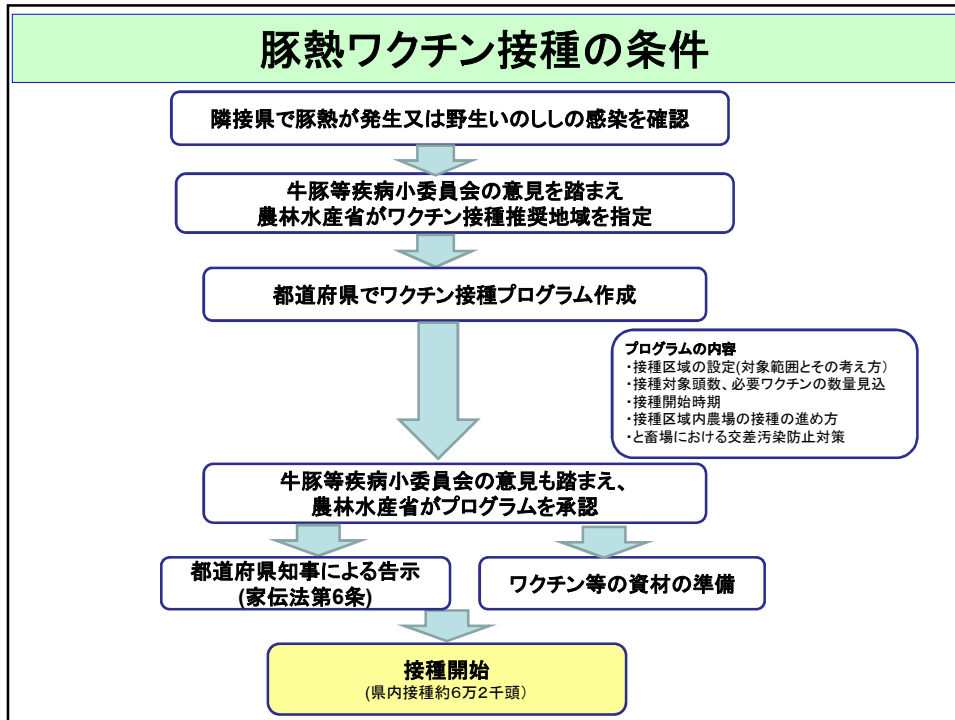 豚熱ワクチン接種の条件
隣接県で豚熱が発生又は野生いのししの感染を確認
牛豚等疾病小委員会の意見を踏まえ
農林水産省がワクチン接種推奨地域を指定
都道府県でワクチン接種プログラム作成
プログラムの内容
・接種区域の設定(対象範囲とその考え方)
・接種対象頭数、必要ワクチンの数量見込
・接種開始時期
・接種区域内農場の接種の進め方
・と畜場における交差汚染防止対策
牛豚等疾病小委員会の意見も踏まえ、
農林水産省がプログラムを承認
都道府県知事による告示
(家伝法第6条)
ワクチン等の資材の準備
接種開始
(県内接種約6万2千頭)